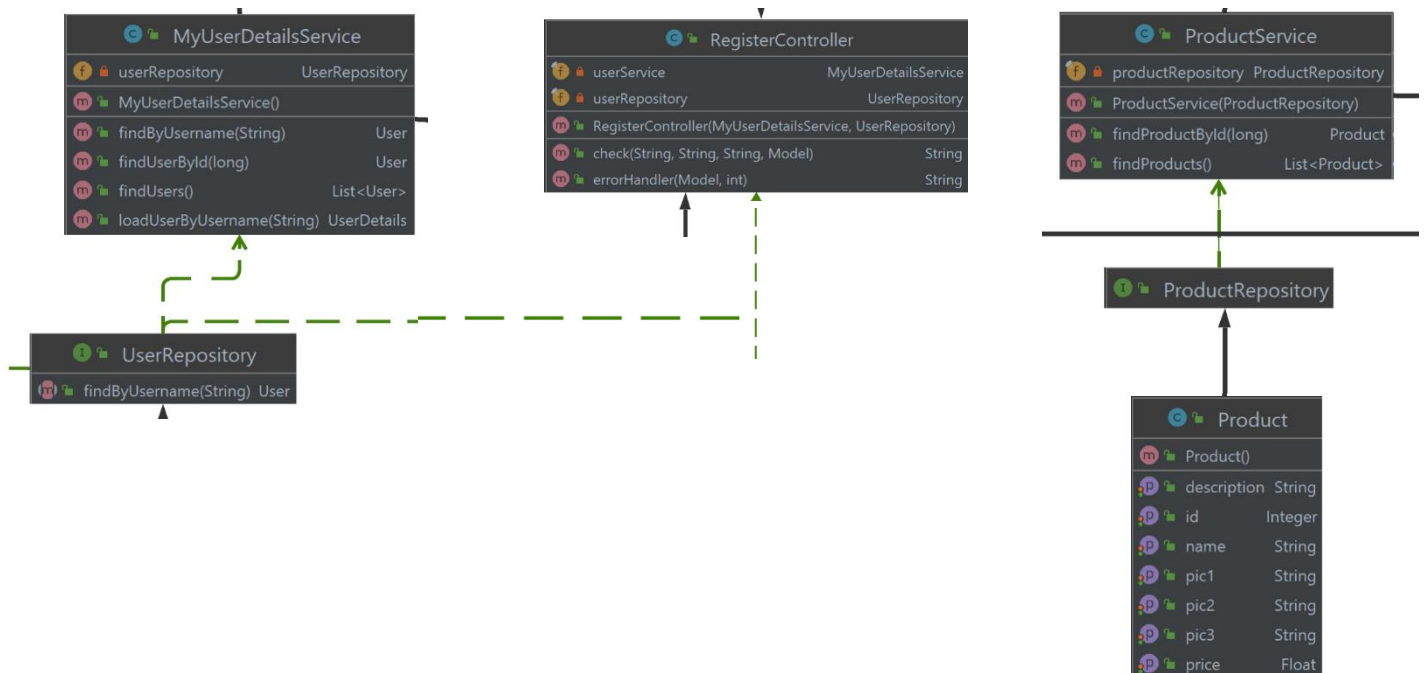 MyUserDetailsService
userRepository UserRepository
MyUserDetailsService()
findByUsername(String) User
findUserById(long) User
findUsers() List<User>
loadUserByUsername(String) UserDetails
UserRepository
findByUsername(String) User
RegisterController
userService MyUserDetailsService
userRepository UserRepository
RegisterController(MyUserDetailsService, UserRepository)
check(String, String, String, Model) String
errorHandler(Model, int) String
ProductService
productRepository ProductRepository
ProductService(ProductRepository)
findProductById(long) Product
findProducts() List<Product>
ProductRepository
Product
Product()
description String
id Integer
name String
pic1 String
pic2 String
pic3 String
price Float